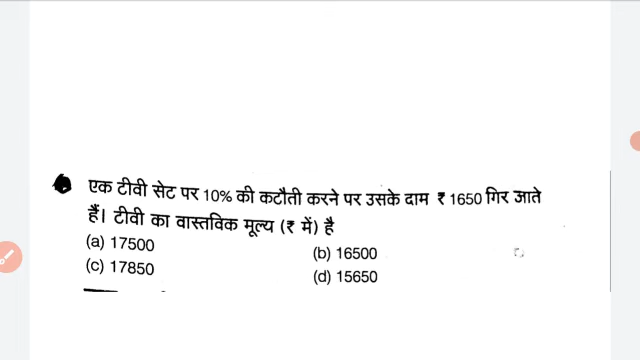 एक टीवी सेट पर 10% की कटौती करने पर उसके दाम ₹ 1650 गिर जाते
हैं। टीवी का वास्तविक मूल्य (₹ में) है
(a) 17500
(b) 16500
(c) 17850
(d) 15650